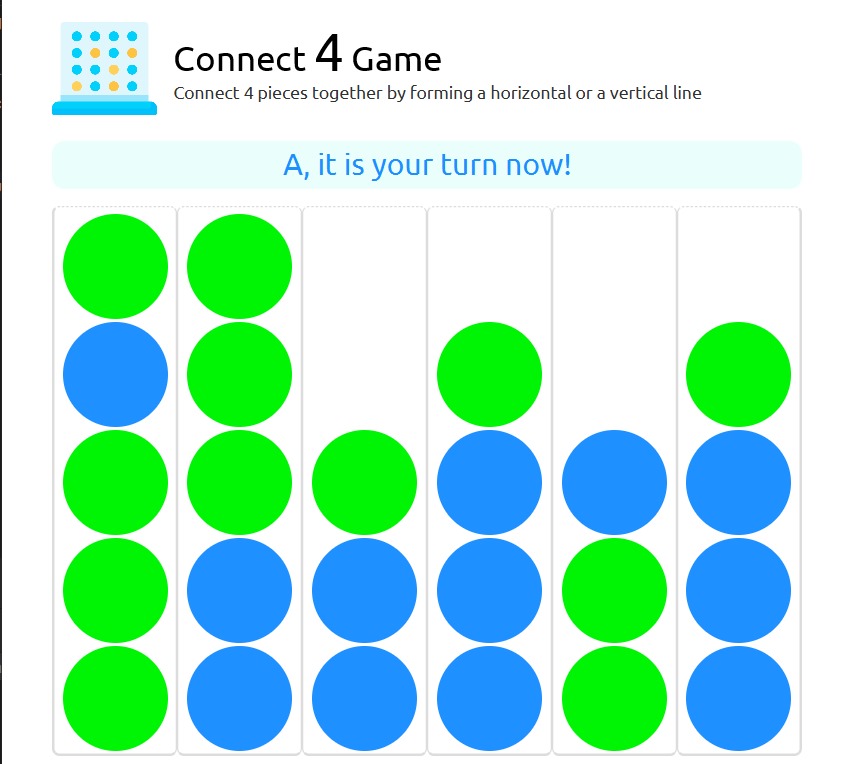 Connect 4 Game
Connect 4 pieces together by forming a horizontal or a vertical line
A, it is your turn now!